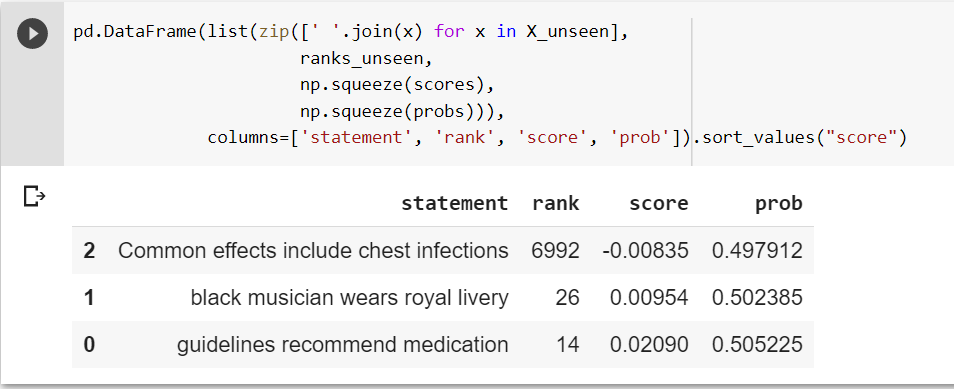 pd.DataFrame(list(zip([' '.join(x) for x in X_unseen],
ranks_unseen,
np.squeeze(scores),
np.squeeze(probs))),
columns=['statement', 'rank', 'score', 'prob']).sort_values("score")
statement rank score prob
2 Common effects include chest infections 6992 -0.00835 0.497912
1 black musician wears royal livery 26 0.00954 0.502385
0 guidelines recommend medication 14 0.02090 0.505225